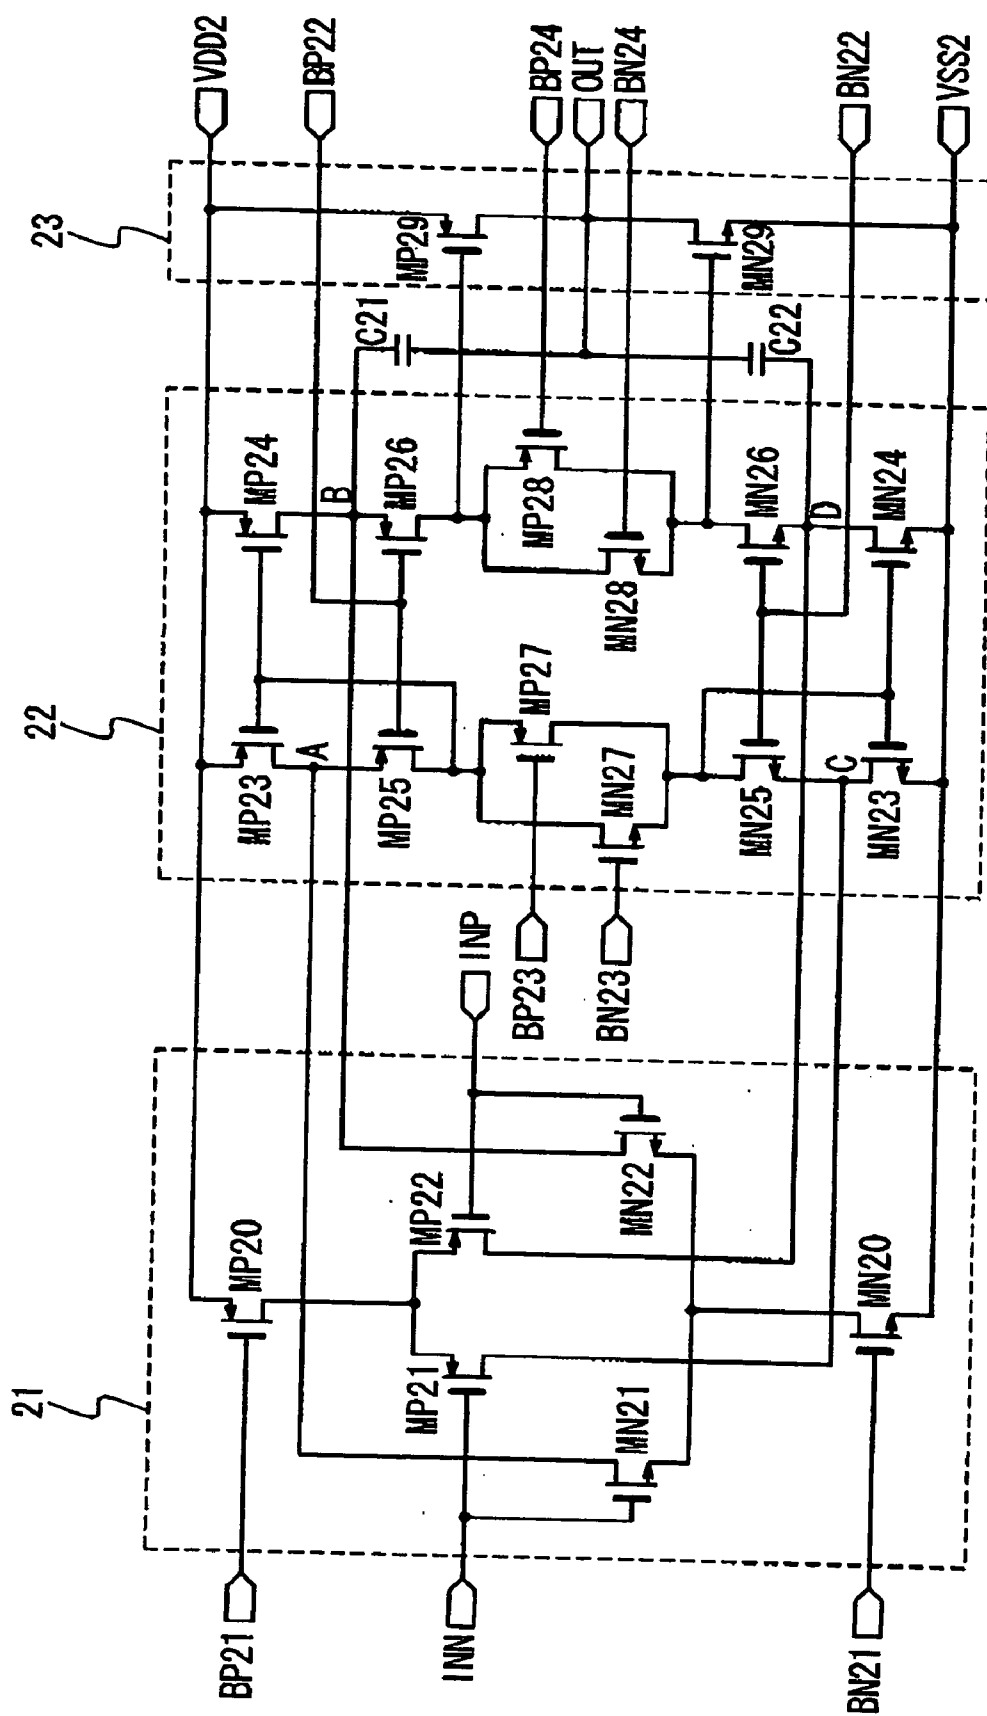 21
22
23
BP21
INN
BN21
MP20
MP21
MP22
MN21
MN22
MN20
INP
BP23
BN23
MP23
MP24
A
B
MP25
MP26
MP27
MN27
MP28
MN28
MN25
MN26
C
D
MN23
MN24
C21
C22
MP29
MN29
VDD2
BP22
BP24
OUT
BN24
BN22
VSS2